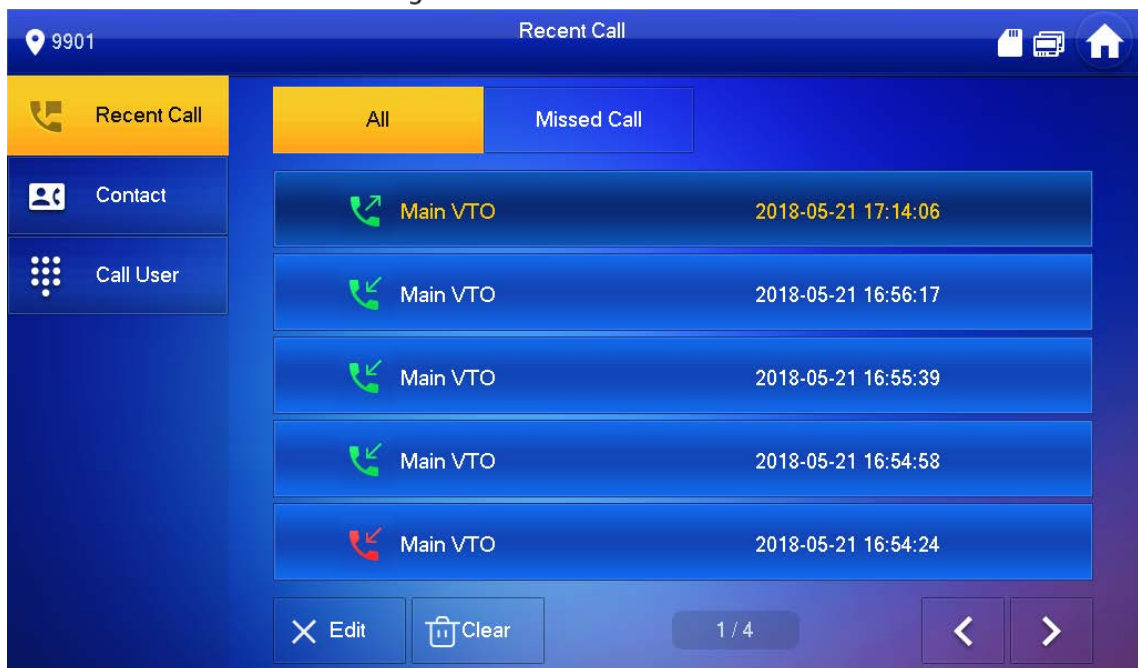 9901
Recent Call
Recent Call
Contact
Call User
All
Missed Call
Main VTO 2018-05-21 17:14:06
Main VTO 2018-05-21 16:56:17
Main VTO 2018-05-21 16:55:39
Main VTO 2018-05-21 16:54:58
Main VTO 2018-05-21 16:54:24
Edit
Clear
1 / 4